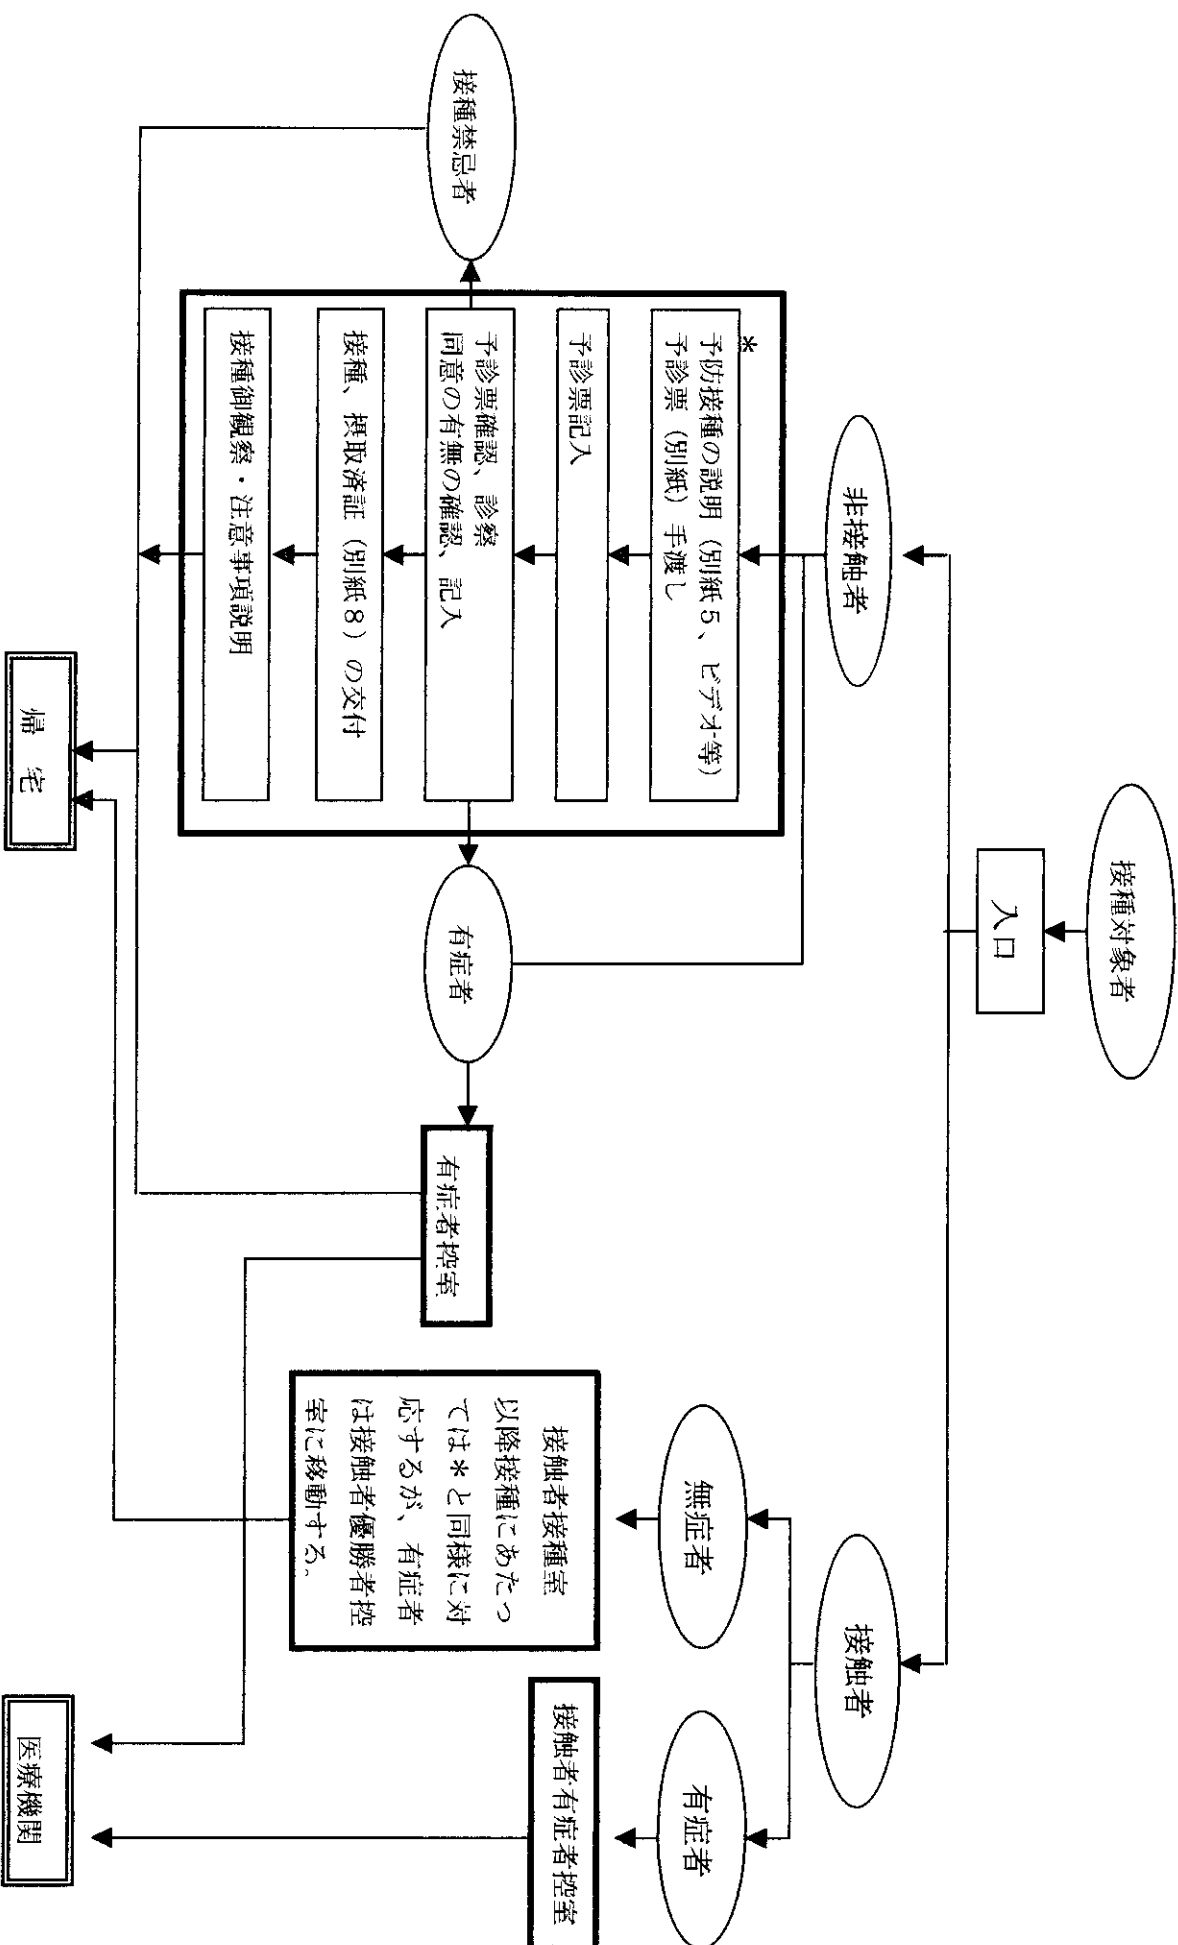 接種対象者
入口
非接触者
接触者
*
予防接種の説明（別紙５、ビデオ等）
予診票（別紙）手渡し
予診票記入
予診票確認、診察
同意の有無の確認、記入
接種、摂取済証（別紙８）の交付
接種御観察・注意事項説明
接種禁忌者
有症者
有症者控室
無症者
有症者
接触者接種室
以降接種にあたっ
ては＊と同様に対
応するが、有症者
は接触者優勝者控
室に移動する。
接触者有症者控室
帰　宅
医療機関